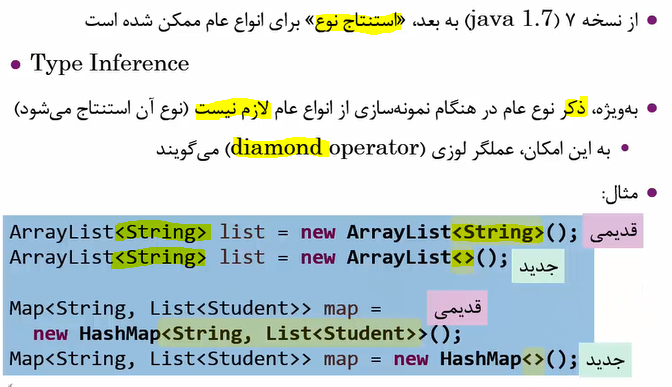 از نسخه ۷ (java 1.7) به بعد، «استنتاج نوع» برای انواع عام ممکن شده است
Type Inference
به‌ویژه، ذکر نوع عام در هنگام نمونه‌سازی از انواع عام لازم نیست (نوع آن استنتاج می‌شود)
به این امکان، عملگر لوزی (diamond operator) می‌گویند
مثال:
ArrayList<String> list = new ArrayList<String>(); قدیمی
ArrayList<String> list = new ArrayList<>(); جدید
Map<String, List<Student>> map = قدیمی
new HashMap<String, List<Student>>();
Map<String, List<Student>> map = new HashMap<>(); جدید